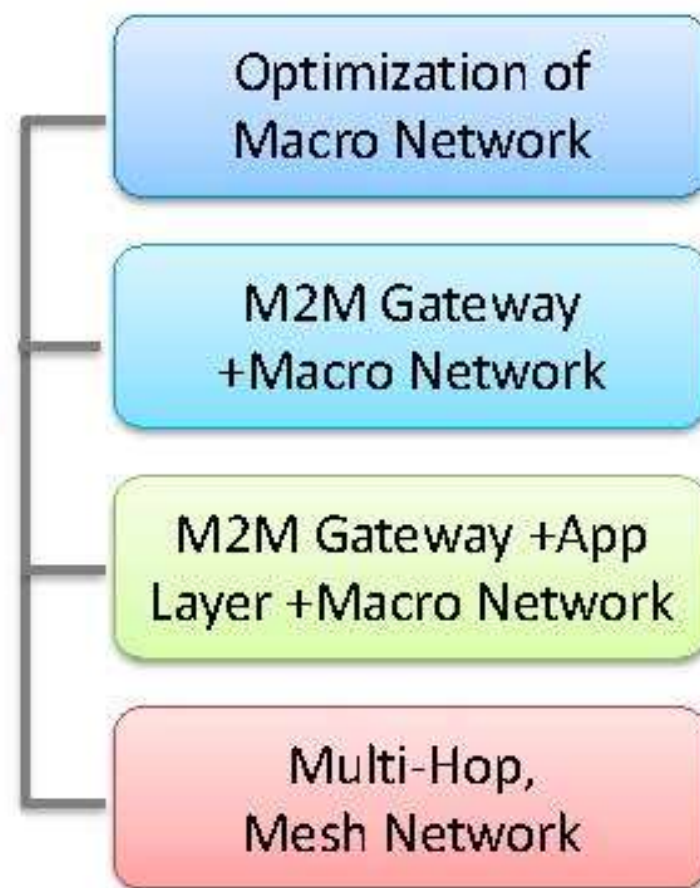 Optimization of
Macro Network
M2M Gateway
+Macro Network
M2M Gateway +App
Layer +Macro Network
Multi-Hop,
Mesh Network